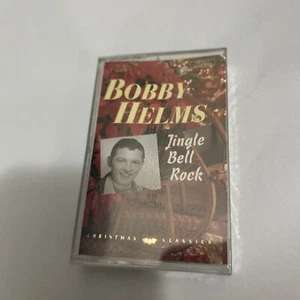 BOBBY
HELMS
Jingle
Bell
Rock
CHRISTMAS CLASSICS